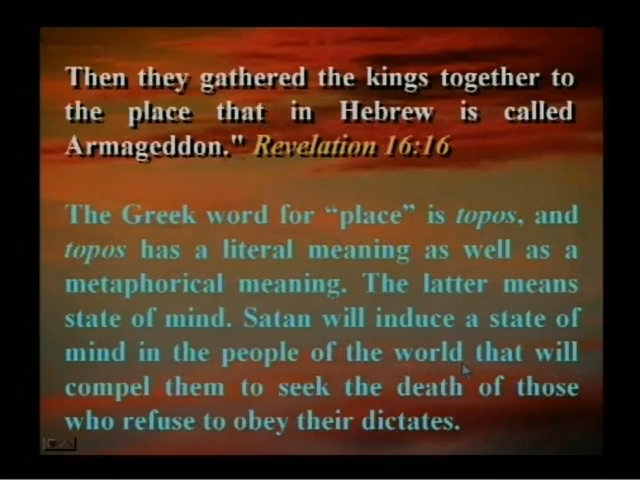 Then they gathered the kings together to
the place that in Hebrew is called
Armageddon." Revelation 16:16
The Greek word for “place” is topos, and
topos has a literal meaning as well as a
metaphorical meaning. The latter means
state of mind. Satan will induce a state of
mind in the people of the world that will
compel them to seek the death of those
who refuse to obey their dictates.